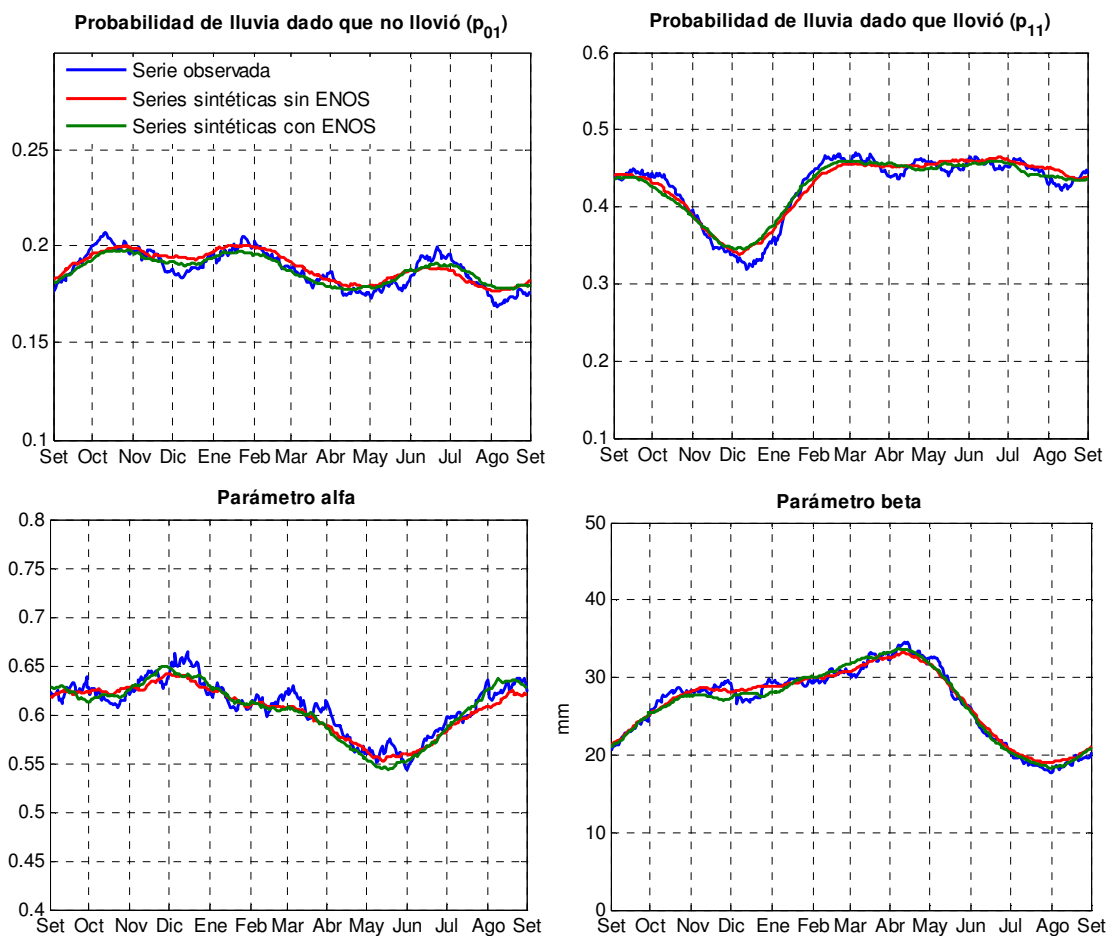 Probabilidad de lluvia dado que no llovió (p01)
Serie observada
Series sintéticas sin ENOS
Series sintéticas con ENOS
0.25
0.2
0.15
0.1
Set Oct Nov Dic Ene Feb Mar Abr May Jun Jul Ago Set
Probabilidad de lluvia dado que llovió (p11)
0.6
0.5
0.4
0.3
0.2
0.1
Set Oct Nov Dic Ene Feb Mar Abr May Jun Jul Ago Set
Parámetro alfa
0.8
0.75
0.7
0.65
0.6
0.55
0.5
0.45
0.4
Set Oct Nov Dic Ene Feb Mar Abr May Jun Jul Ago Set
Parámetro beta
50
40
30
20
10
0
mm
Set Oct Nov Dic Ene Feb Mar Abr May Jun Jul Ago Set